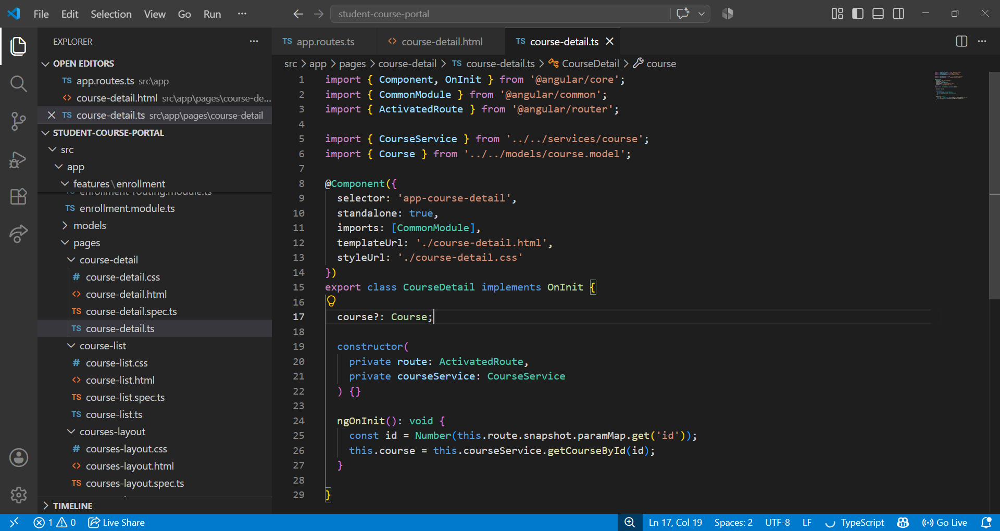 File Edit Selection View Go Run ···
student-course-portal
EXPLORER ···
OPEN EDITORS
TS app.routes.ts src\app
<> course-detail.html src\app\pages\course-de...
TS course-detail.ts src\app\pages\course-detail
STUDENT-COURSE-PORTAL
src
app
features\enrollment
enrollment-routing.module.ts
TS enrollment.module.ts
models
pages
course-detail
# course-detail.css
<> course-detail.html
TS course-detail.spec.ts
TS course-detail.ts
course-list
# course-list.css
<> course-list.html
TS course-list.spec.ts
TS course-list.ts
courses-layout
# courses-layout.css
<> courses-layout.html
TS courses-layout.spec.ts
TIMELINE
TS app.routes.ts <> course-detail.html TS course-detail.ts
src > app > pages > course-detail > TS course-detail.ts > CourseDetail > course
1 import { Component, OnInit } from '@angular/core';
2 import { CommonModule } from '@angular/common';
3 import { ActivatedRoute } from '@angular/router';
4
5 import { CourseService } from '../../services/course';
6 import { Course } from '../../models/course.model';
7
8 @Component({
9 selector: 'app-course-detail',
10 standalone: true,
11 imports: [CommonModule],
12 templateUrl: './course-detail.html',
13 styleUrl: './course-detail.css'
14 })
15 export class CourseDetail implements OnInit {
16
17 course?: Course;
18
19 constructor(
20 private route: ActivatedRoute,
21 private courseService: CourseService
22 ) {}
23
24 ngOnInit(): void {
25 const id = Number(this.route.snapshot.paramMap.get('id'));
26 this.course = this.courseService.getCourseById(id);
27 }
28
29 }
1 0 Live Share
Ln 17, Col 19 Spaces: 2 UTF-8 LF TypeScript Go Live